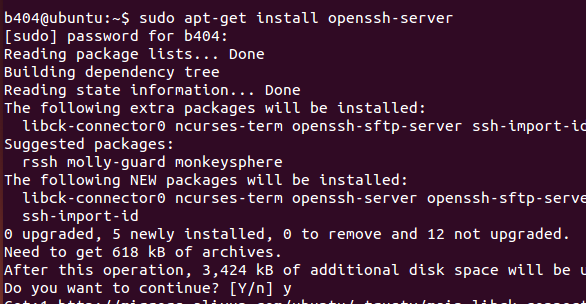 b404@ubuntu:~$ sudo apt-get install openssh-server
[sudo] password for b404:
Reading package lists... Done
Building dependency tree
Reading state information... Done
The following extra packages will be installed:
  libck-connector0 ncurses-term openssh-sftp-server ssh-import-id
Suggested packages:
  rssh molly-guard monkeysphere
The following NEW packages will be installed:
  libck-connector0 ncurses-term openssh-server openssh-sftp-serve
  ssh-import-id
0 upgraded, 5 newly installed, 0 to remove and 12 not upgraded.
Need to get 618 kB of archives.
After this operation, 3,424 kB of additional disk space will be u
Do you want to continue? [Y/n] y